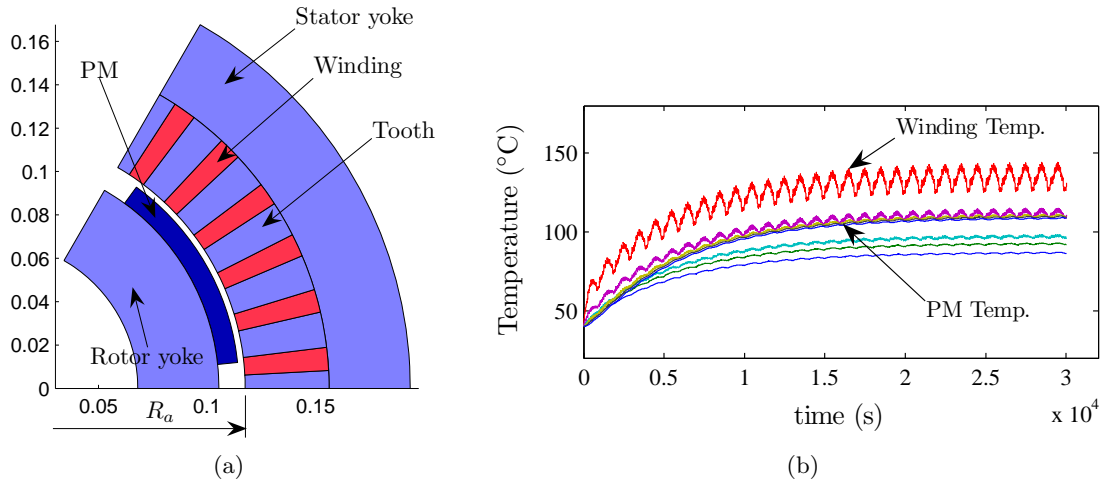 Stator yoke
PM
Winding
Tooth
Rotor yoke
0.16
0.14
0.12
0.1
0.08
0.06
0.04
0.02
0
0.05
0.1
0.15
R_a
(a)
Temperature (°C)
150
100
50
Winding Temp.
PM Temp.
0
0.5
1
1.5
2
2.5
3
x 10^4
time (s)
(b)